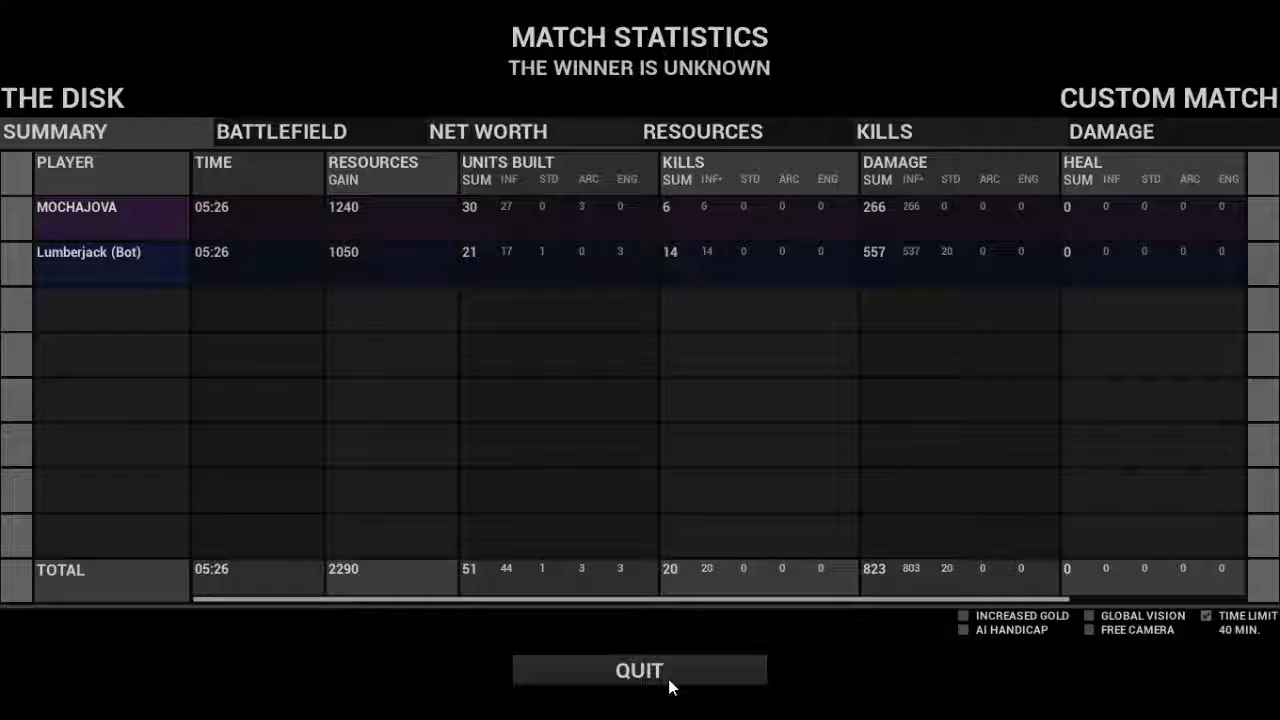 MATCH STATISTICS
THE WINNER IS UNKNOWN
THE DISK CUSTOM MATCH
SUMMARY BATTLEFIELD NET WORTH RESOURCES KILLS DAMAGE
PLAYER TIME RESOURCES UNITS BUILT KILLS DAMAGE HEAL
GAIN SUM INF STD ARC ENG SUM INF+ STD ARC ENG SUM INF+ STD ARC ENG SUM INF STD ARC ENG
MOCHAJOVA 05:26 1240 30 27 0 3 0 6 6 0 0 0 266 266 0 0 0 0 0 0 0 0
Lumberjack (Bot) 05:26 1050 21 17 1 0 3 14 14 0 0 0 557 537 20 0 0 0 0 0 0 0
TOTAL 05:26 2290 51 44 1 3 3 20 20 0 0 0 823 803 20 0 0 0 0 0 0 0
INCREASED GOLD GLOBAL VISION TIME LIMIT
AI HANDICAP FREE CAMERA 40 MIN.
QUIT